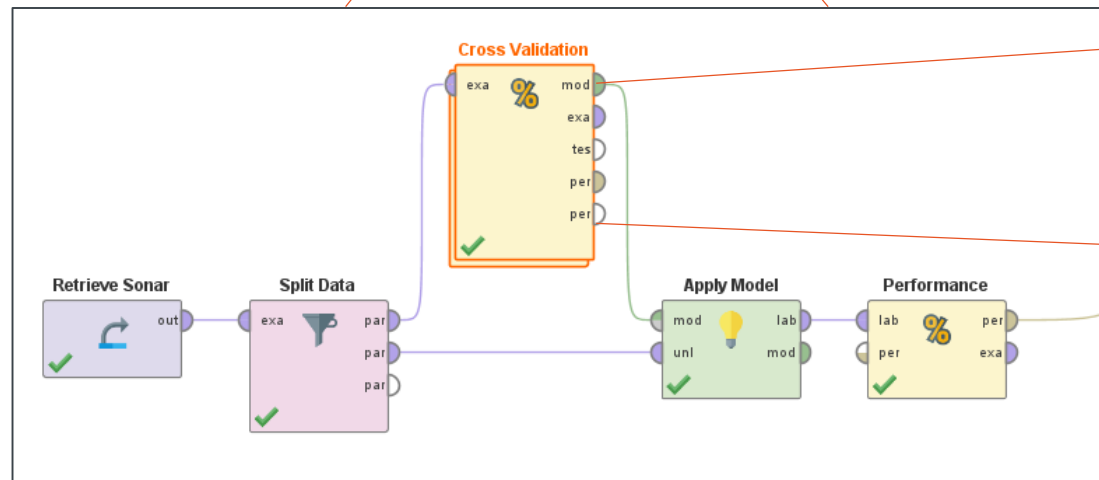 Cross Validation
exa
mod
exa
tes
per
per
Retrieve Sonar
out
Split Data
exa
par
par
par
Apply Model
mod
lab
unl
mod
Performance
lab
per
per
exa